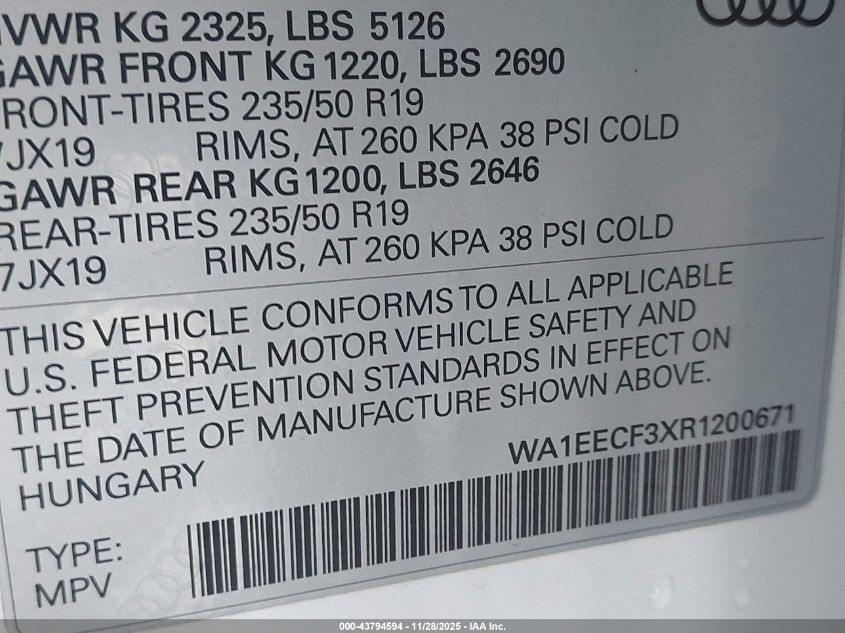 VWR KG 2325, LBS 5126
GAWR FRONT KG 1220, LBS 2690
FRONT-TIRES 235/50 R19
7JX19 RIMS, AT 260 KPA 38 PSI COLD
GAWR REAR KG 1200, LBS 2646
REAR-TIRES 235/50 R19
7JX19 RIMS, AT 260 KPA 38 PSI COLD
THIS VEHICLE CONFORMS TO ALL APPLICABLE
U.S. FEDERAL MOTOR VEHICLE SAFETY AND
THEFT PREVENTION STANDARDS IN EFFECT ON
THE DATE OF MANUFACTURE SHOWN ABOVE.
WA1EECF3XR1200671
HUNGARY
TYPE:
MPV
000-43794594 - 11/28/2025 - IAA Inc.